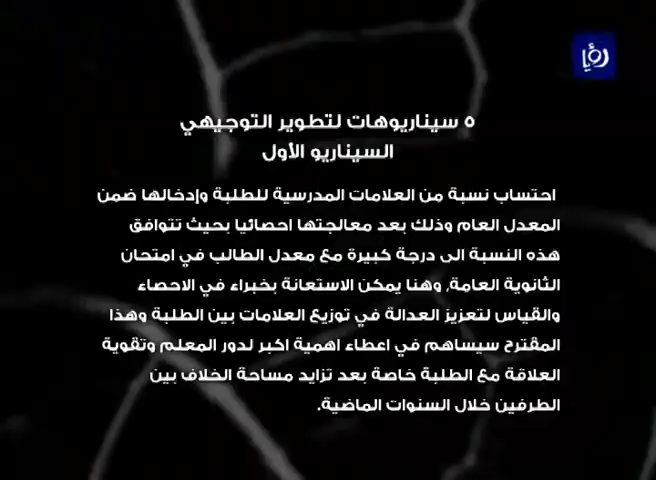 رؤيا
٥ سيناريوهات لتطوير التوجيهي
السيناريو الأول
احتساب نسبة من العلامات المدرسية للطلبة وإدخالها ضمن
المعدل العام وذلك بعد معالجتها احصائيا بحيث تتوافق
هذه النسبة الى درجة كبيرة مع معدل الطالب في امتحان
الثانوية العامة، وهنا يمكن الاستعانة بخبراء في الاحصاء
والقياس لتعزيز العدالة في توزيع العلامات بين الطلبة وهذا
المقترح سيساهم في اعطاء اهمية اكبر لدور المعلم وتقوية
العلاقة مع الطلبة خاصة بعد تزايد مساحة الخلاف بين
الطرفين خلال السنوات الماضية.